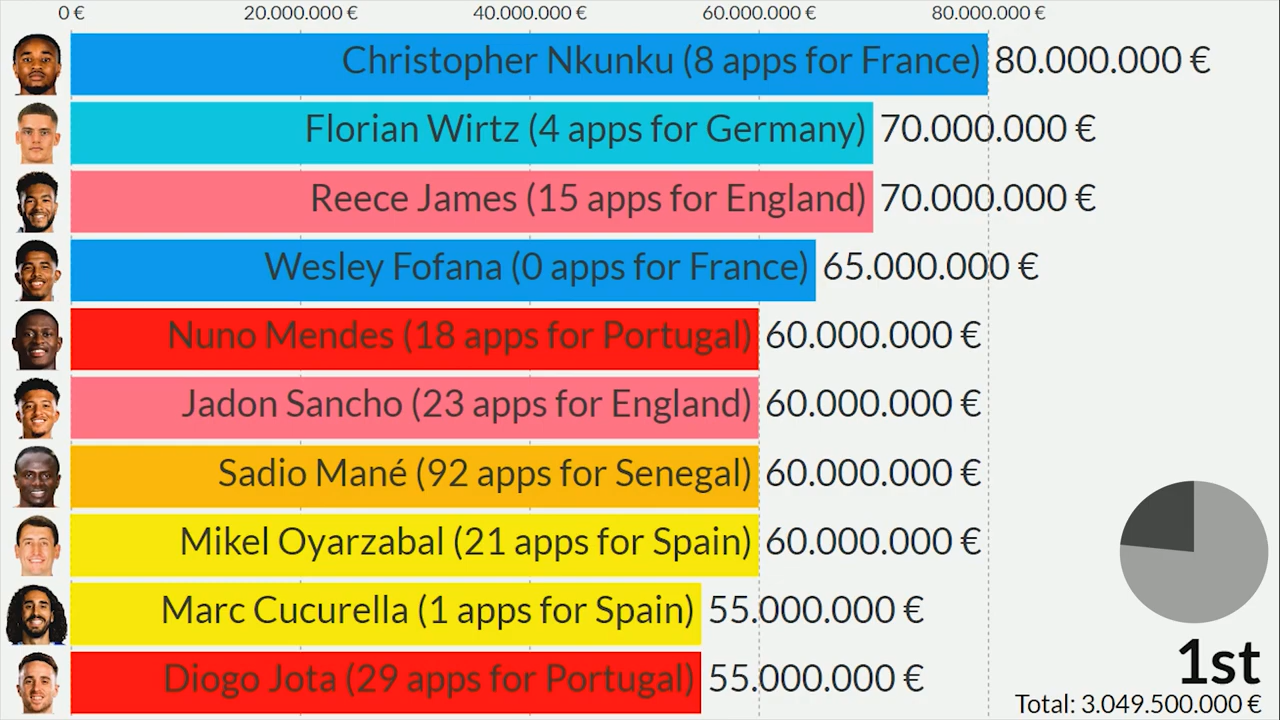 0 € 20.000.000 € 40.000.000 € 60.000.000 € 80.000.000 €
Christopher Nkunku (8 apps for France) 80.000.000 €
Florian Wirtz (4 apps for Germany) 70.000.000 €
Reece James (15 apps for England) 70.000.000 €
Wesley Fofana (0 apps for France) 65.000.000 €
Nuno Mendes (18 apps for Portugal) 60.000.000 €
Jadon Sancho (23 apps for England) 60.000.000 €
Sadio Mané (92 apps for Senegal) 60.000.000 €
Mikel Oyarzabal (21 apps for Spain) 60.000.000 €
Marc Cucurella (1 apps for Spain) 55.000.000 €
Diogo Jota (29 apps for Portugal) 55.000.000 €
1st
Total: 3.049.500.000 €